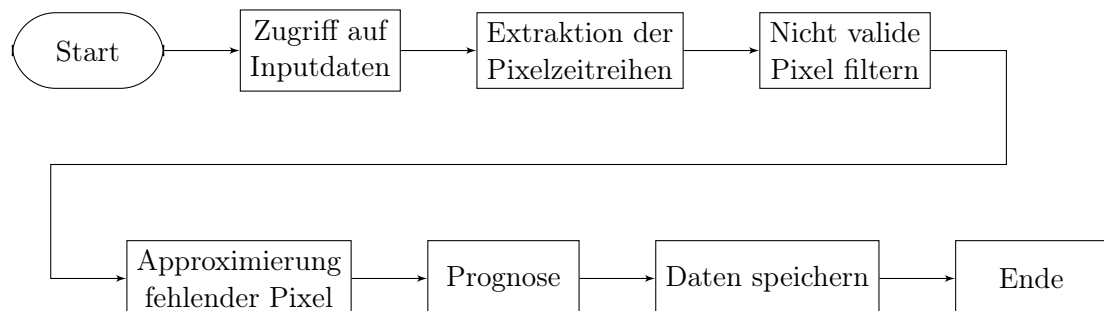 Start
Zugriff auf
Inputdaten
Extraktion der
Pixelzeitreihen
Nicht valide
Pixel filtern
Approximierung
fehlender Pixel
Prognose
Daten speichern
Ende